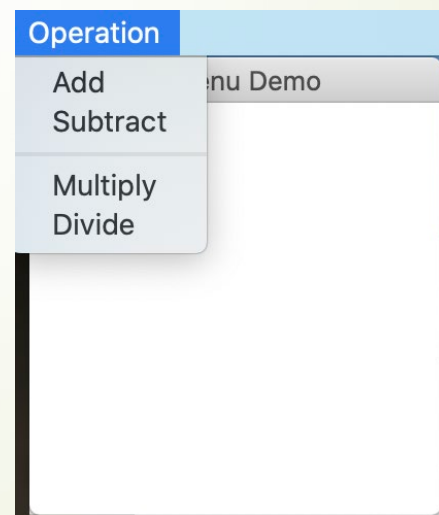 Operation
Add
enu Demo
Subtract
Multiply
Divide